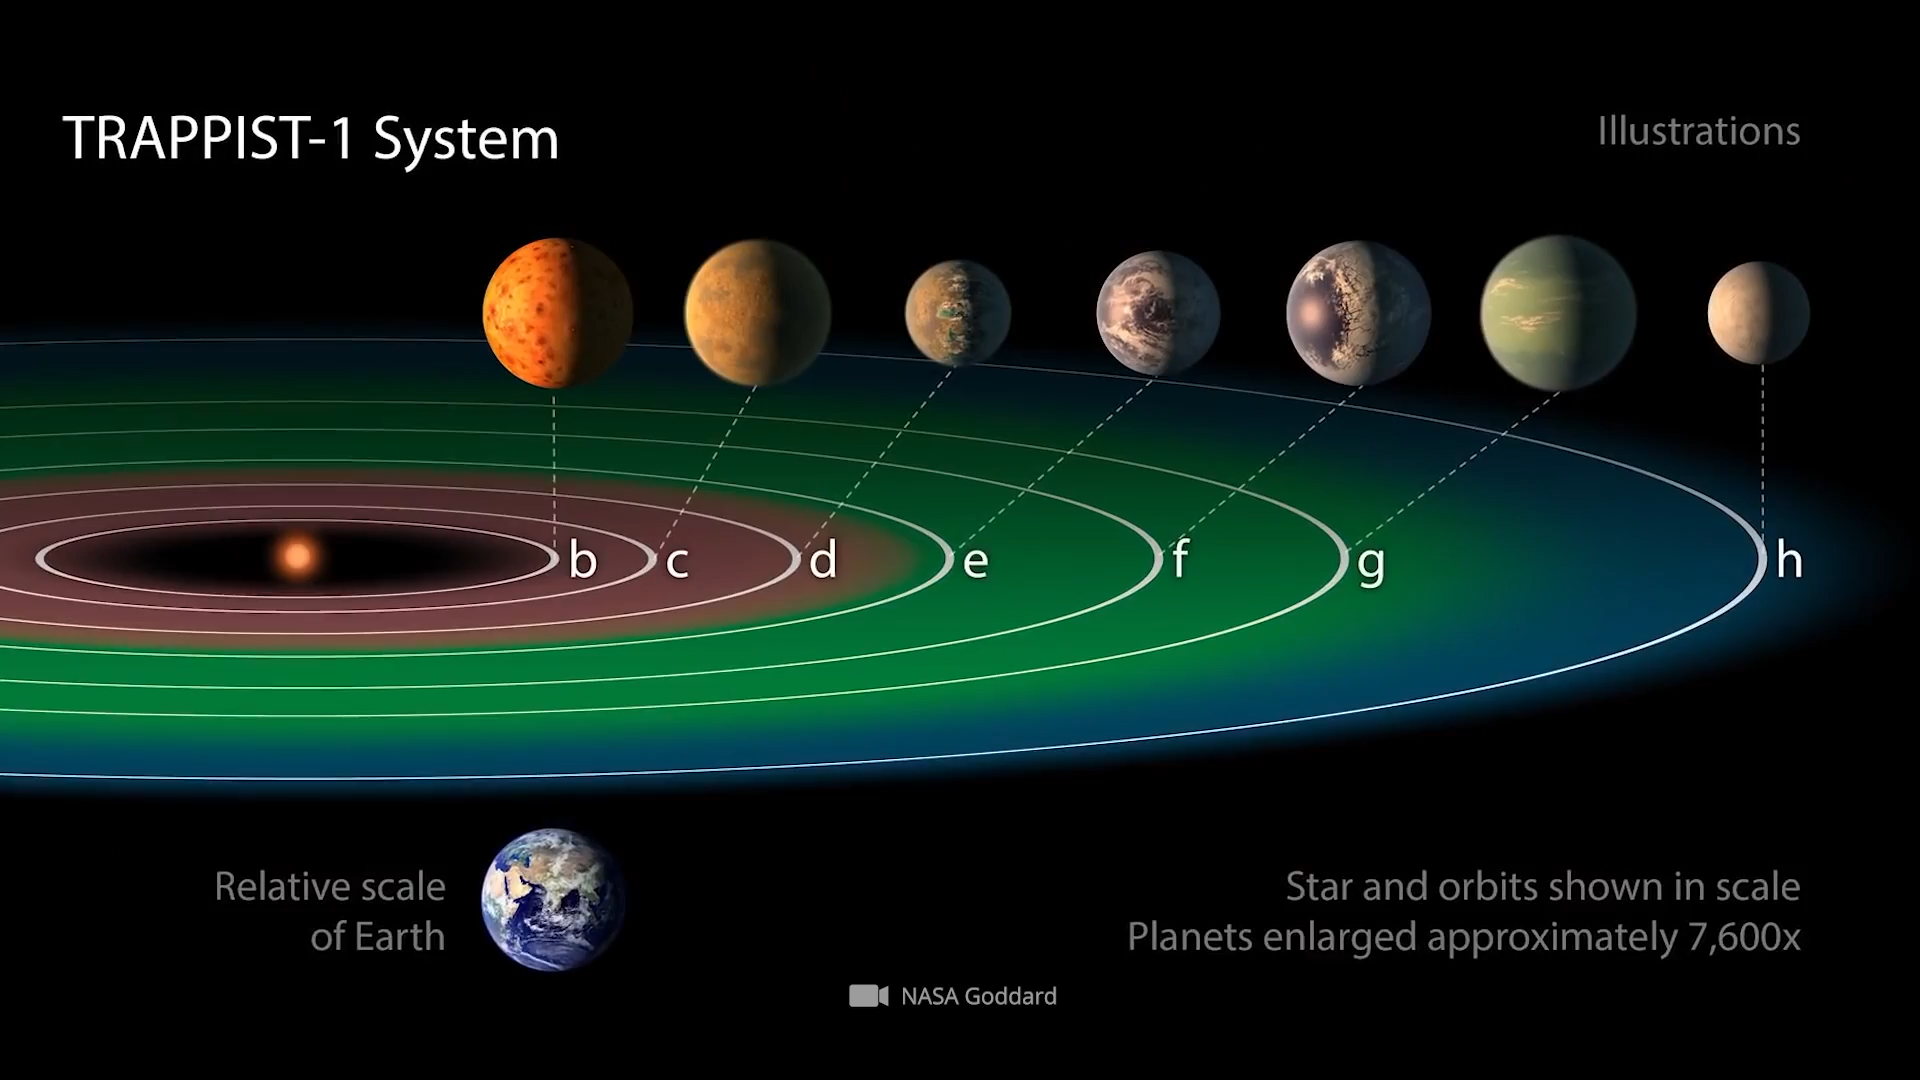 TRAPPIST-1 System
Illustrations
b
c
d
e
f
g
h
Relative scale
of Earth
Star and orbits shown in scale
Planets enlarged approximately 7,600x
NASA Goddard